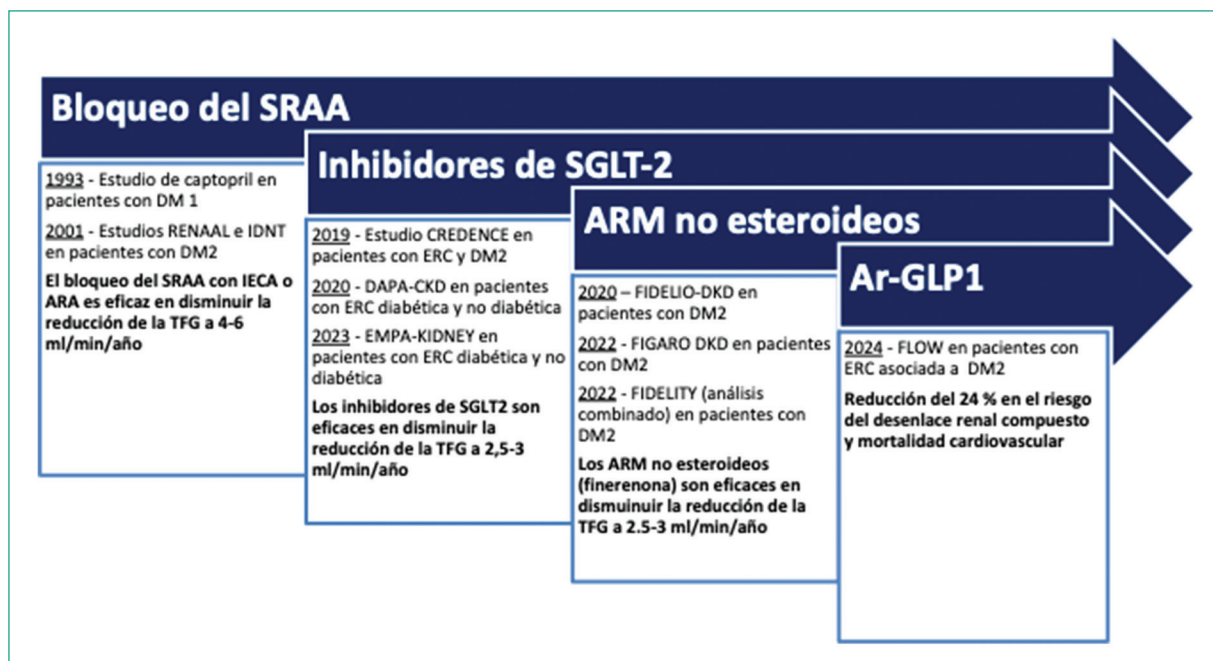 Bloqueo del SRAA
1993 - Estudio de captopril en
pacientes con DM 1
2001 - Estudios RENAAL e IDNT
en pacientes con DM2
El bloqueo del SRAA con IECA o
ARA es eficaz en disminuir la
reducción de la TFG a 4-6
ml/min/año
Inhibidores de SGLT-2
2019 - Estudio CREDENCE en
pacientes con ERC y DM2
2020 - DAPA-CKD en pacientes
con ERC diabética y no diabética
2023 - EMPA-KIDNEY en
pacientes con ERC diabética y no
diabética
Los inhibidores de SGLT2 son
eficaces en disminuir la
reducción de la TFG a 2,5-3
ml/min/año
ARM no esteroideos
2020 – FIDELIO-DKD en
pacientes con DM2
2022 - FIGARO DKD en pacientes
con DM2
2022 - FIDELITY (análisis
combinado) en pacientes con
DM2
Los ARM no esteroideos
(finerenona) son eficaces en
dismuinuir la reducción de la
TFG a 2.5-3 ml/min/año
Ar-GLP1
2024 - FLOW en pacientes con
ERC asociada a DM2
Reducción del 24 % en el riesgo
del desenlace renal compuesto
y mortalidad cardiovascular